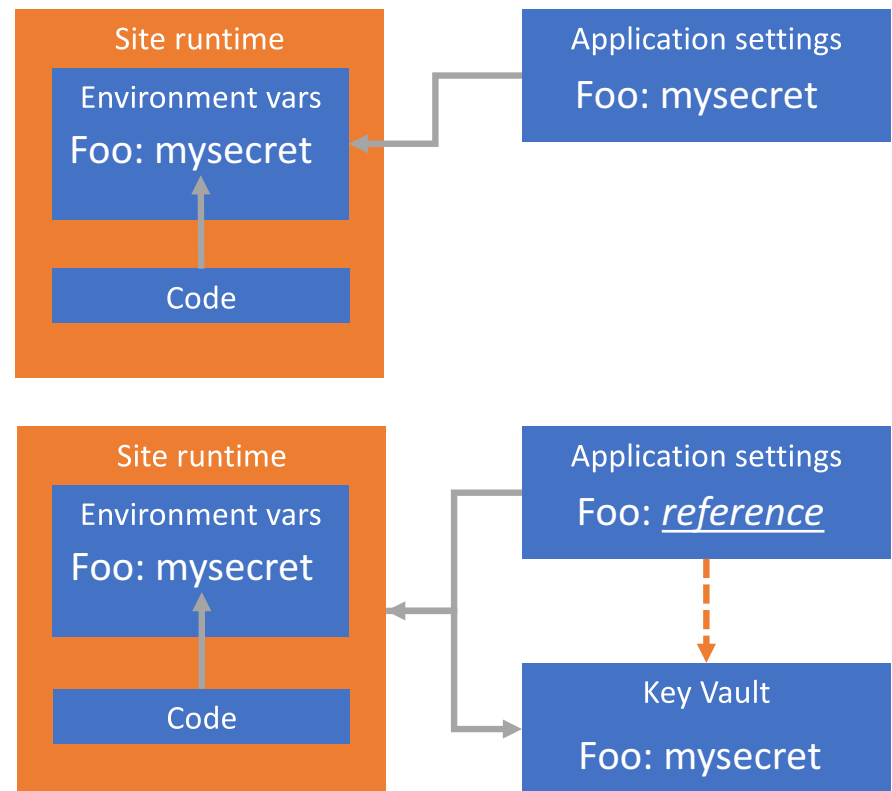 Site runtime
Environment vars
Foo: mysecret
Code
Application settings
Foo: mysecret
Site runtime
Environment vars
Foo: mysecret
Code
Application settings
Foo: reference
Key Vault
Foo: mysecret